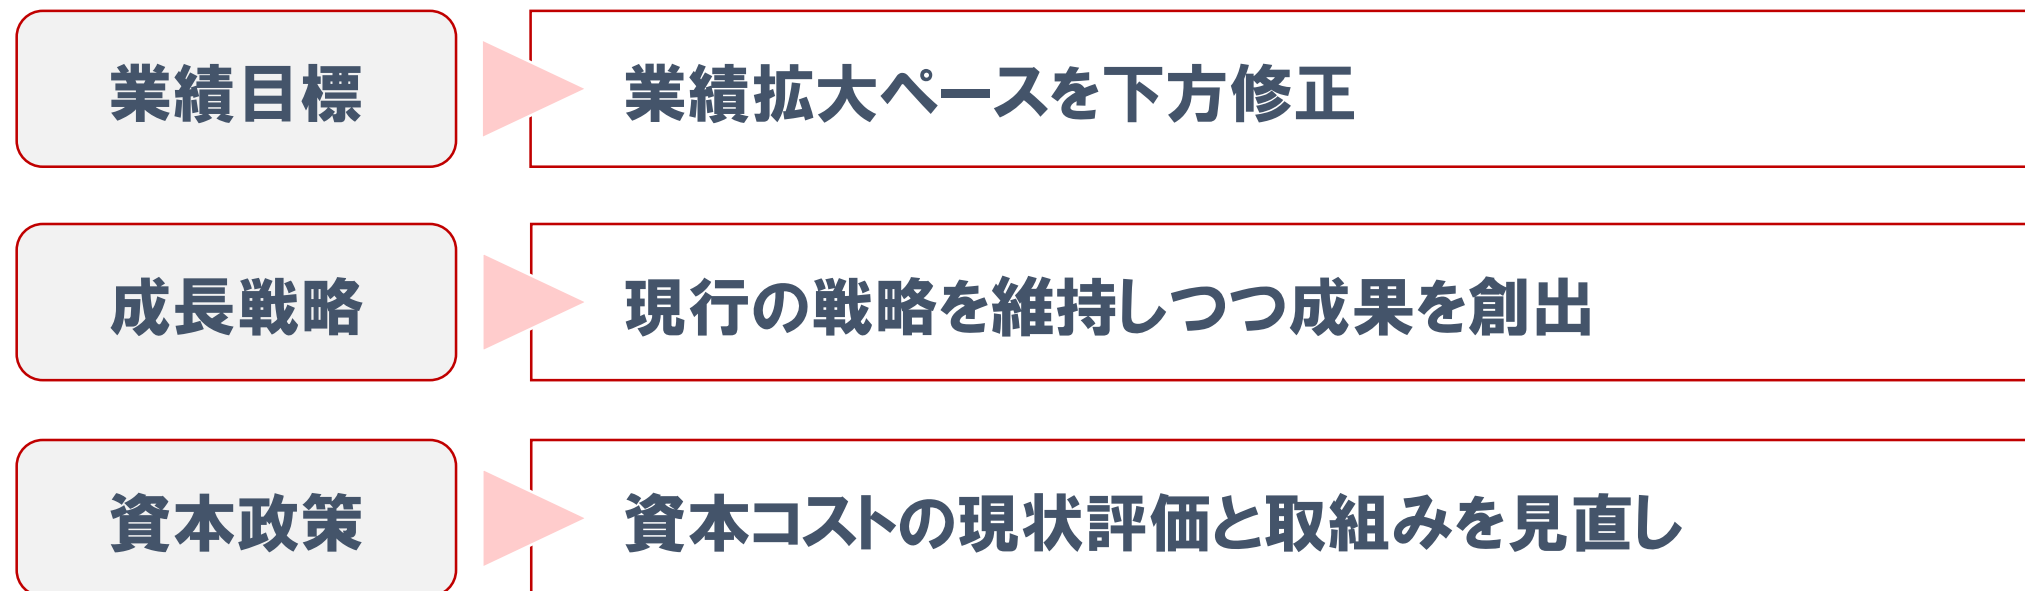 業績目標
業績拡大ペースを下方修正
成長戦略
現行の戦略を維持しつつ成果を創出
資本政策
資本コストの現状評価と取組みを見直し